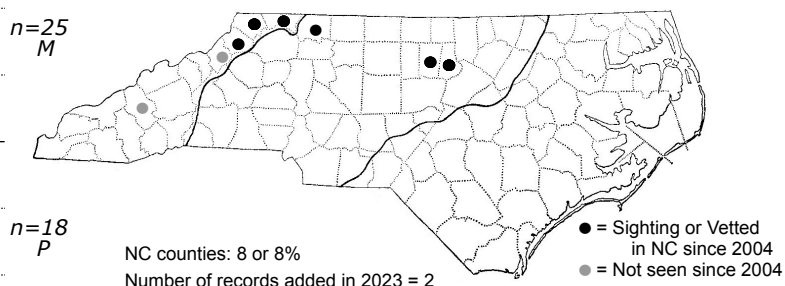 n=25
M
n=18
P
NC counties: 8 or 8%
Number of records added in 2023 = 2
● = Sighting or Vetted
in NC since 2004
● = Not seen since 2004